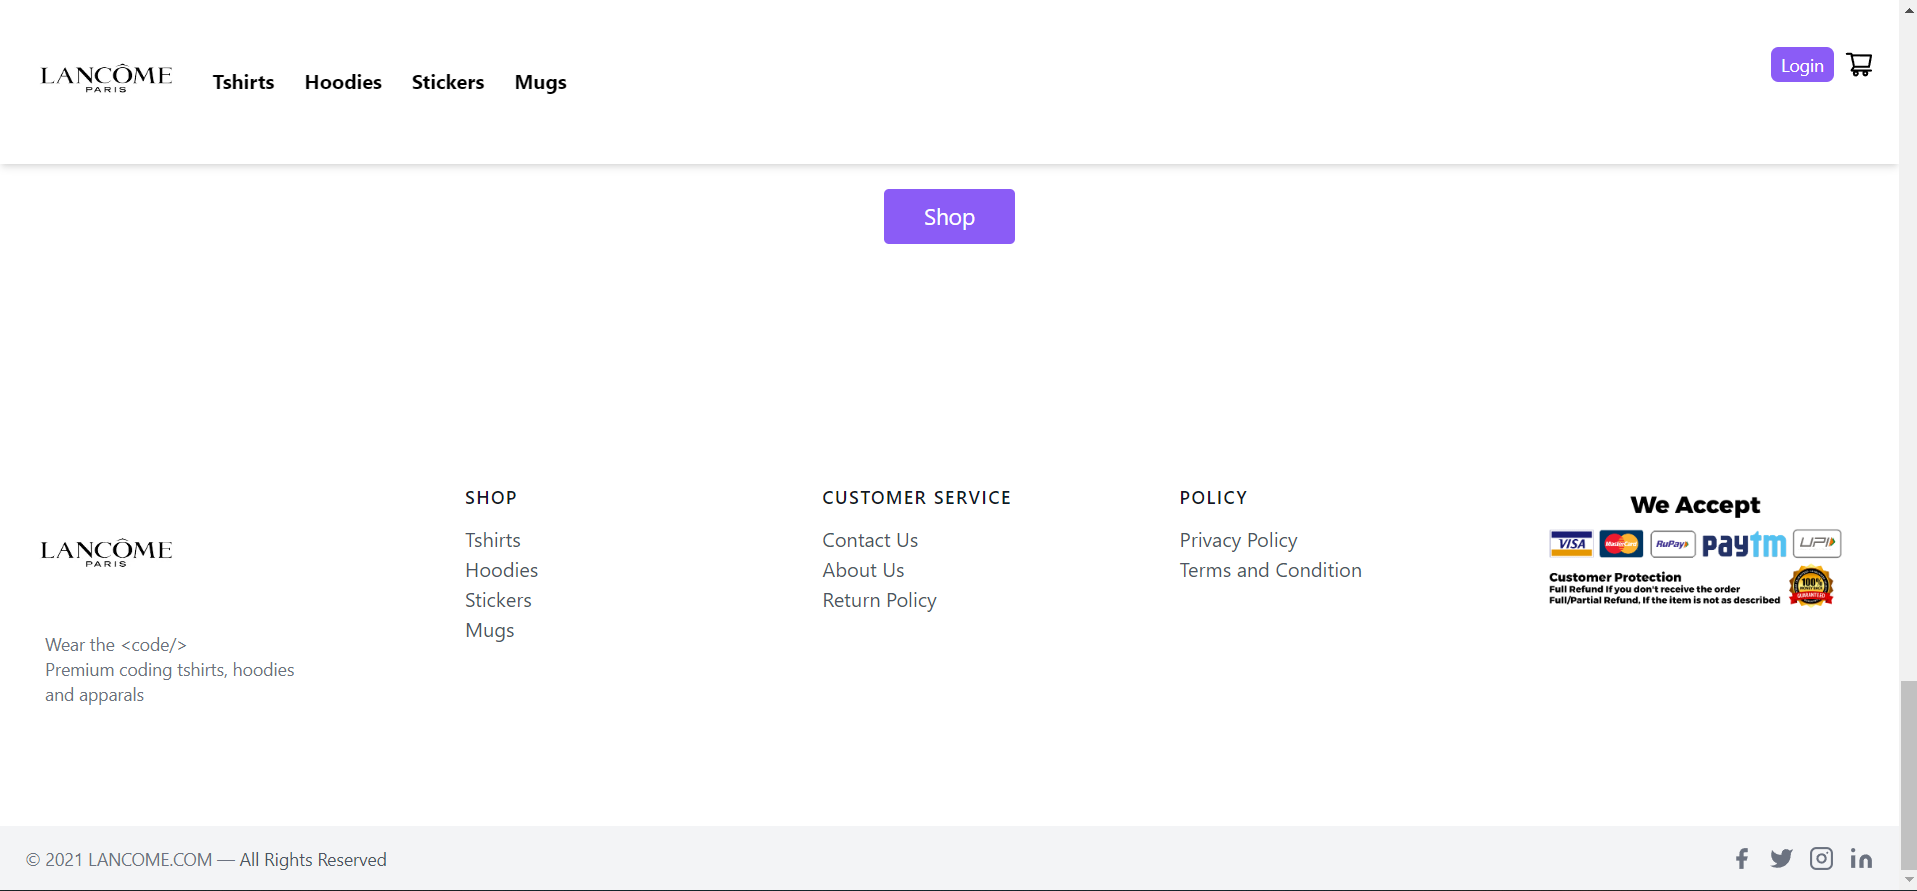 LANCÔME
PARIS
Tshirts Hoodies Stickers Mugs
Login
Shop
LANCÔME
PARIS
Wear the <code/>
Premium coding tshirts, hoodies
and apparals
SHOP
Tshirts
Hoodies
Stickers
Mugs
CUSTOMER SERVICE
Contact Us
About Us
Return Policy
POLICY
Privacy Policy
Terms and Condition
We Accept
VISA MasterCard RuPay paytm UPI
Customer Protection
Full Refund If you don't receive the order
Full/Partial Refund, If the item is not as described
100%
GUARANTEED
© 2021 LANCOME.COM — All Rights Reserved